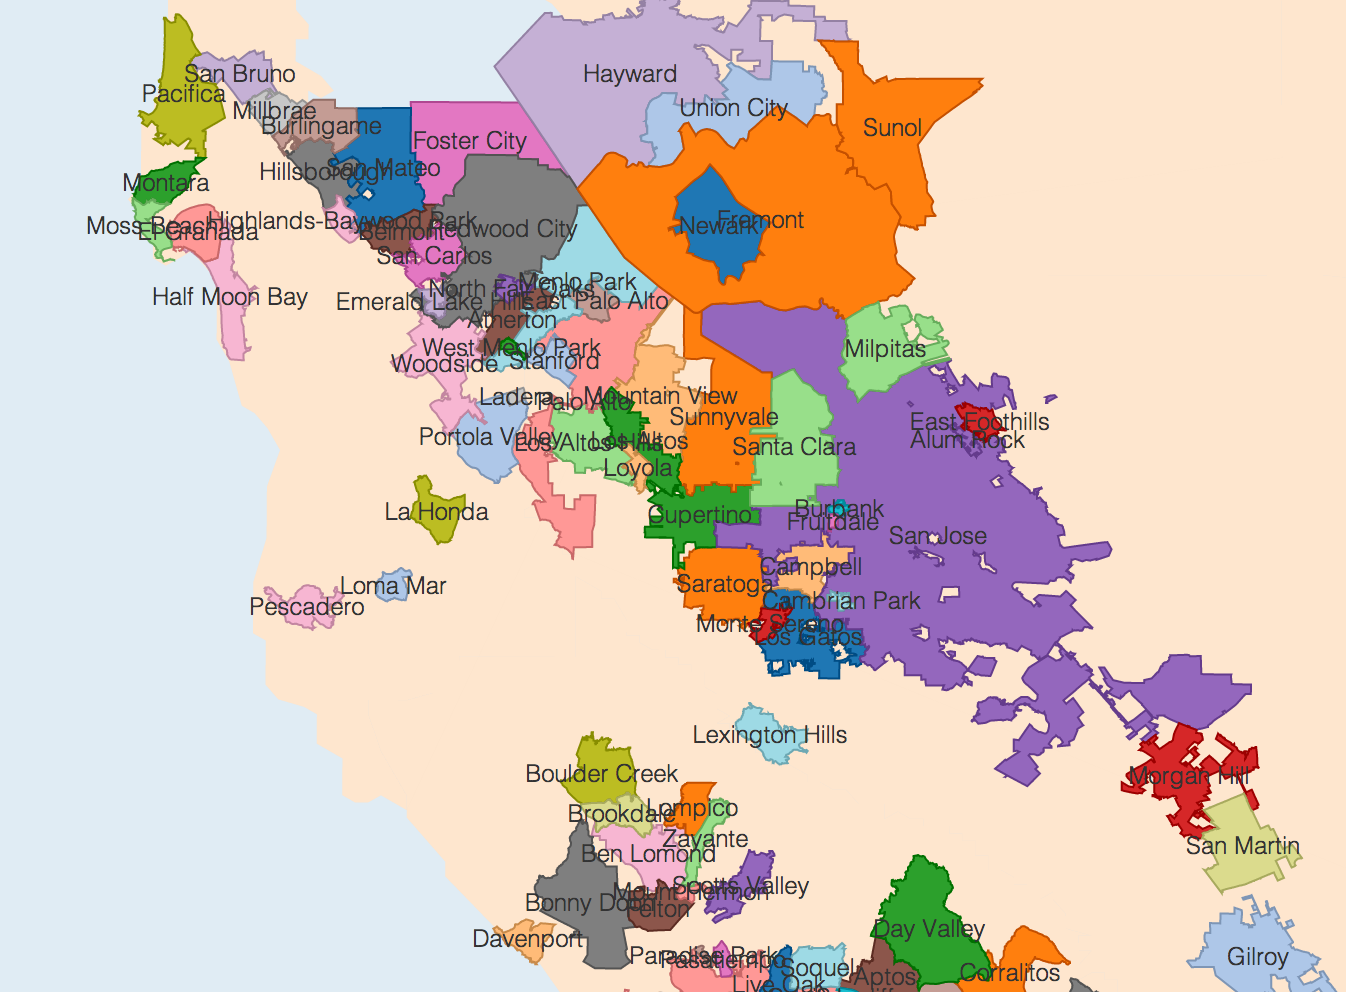 San Bruno
Hayward
Pacifica
Millbrae
Union City
Burlingame
Sunol
Foster City
Hillsborough
San Mateo
Montara
Highlands-Baywood Park
Newark
Fremont
Moss Beach
El Granada
Belmont
Redwood City
San Carlos
Menlo Park
North Fair Oaks
Half Moon Bay
Emerald Lake Hills
East Palo Alto
Atherton
West Menlo Park
Milpitas
Woodside
Stanford
Ladera
Palo Alto
Mountain View
Sunnyvale
East Foothills
Portola Valley
Los Altos Hills
Los Altos
Santa Clara
Alum Rock
Loyola
La Honda
Cupertino
Burbank
Fruitdale
San Jose
Campbell
Loma Mar
Saratoga
Pescadero
Cambrian Park
Monte Sereno
Los Gatos
Lexington Hills
Boulder Creek
Morgan Hill
Brookdale
Lompico
Zayante
San Martin
Ben Lomond
Scotts Valley
Mount Hermon
Bonny Doon
Felton
Day Valley
Davenport
Paradise Park
Pasatiempo
Gilroy
Soquel
Aptos
Corralitos
Live Oak